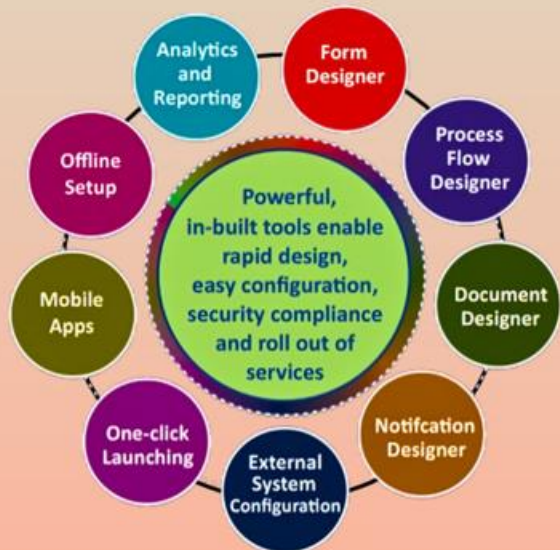 Analytics
and
Reporting
Form
Designer
Process
Flow
Designer
Document
Designer
Notifcation
Designer
External
System
Configuration
One-click
Launching
Mobile
Apps
Offline
Setup
Powerful,
in-built tools enable
rapid design,
easy configuration,
security compliance
and roll out of
services